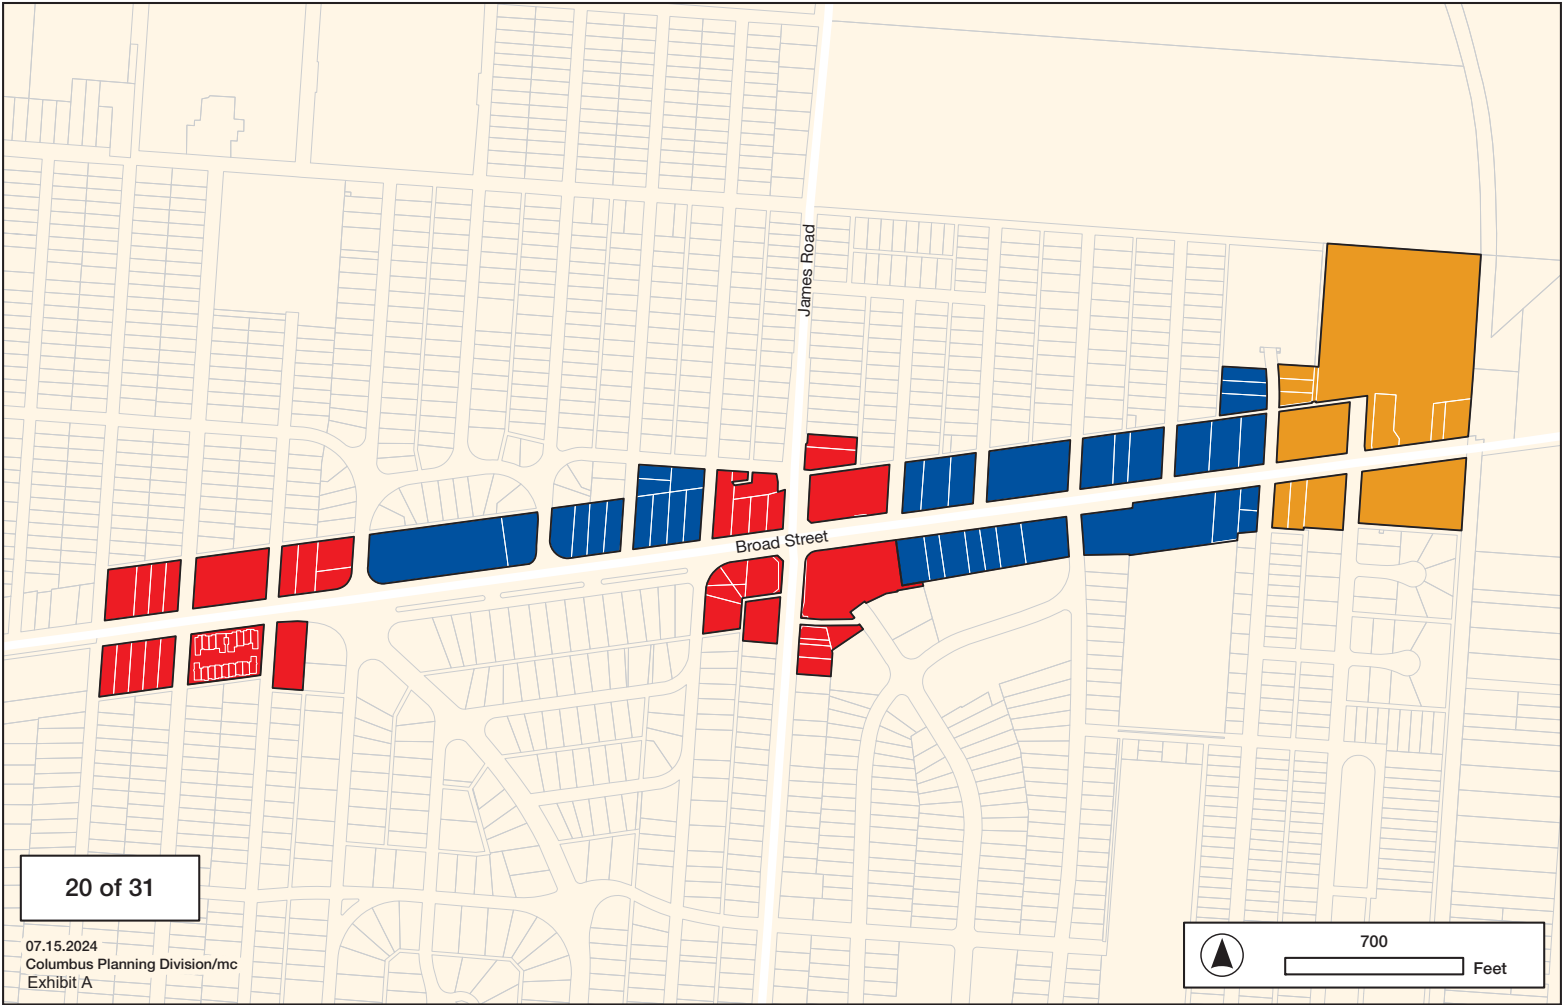 James Road
Broad Street
20 of 31
07.15.2024
Columbus Planning Division/mc
Exhibit A
700
Feet